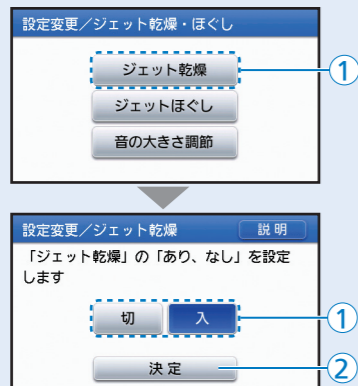 設定変更／ジェット乾燥・ほぐし
ジェット乾燥
1
ジェットほぐし
音の大きさ調節
設定変更／ジェット乾燥
説明
「ジェット乾燥」の「あり、なし」を設定
します
切
入
1
決定
2